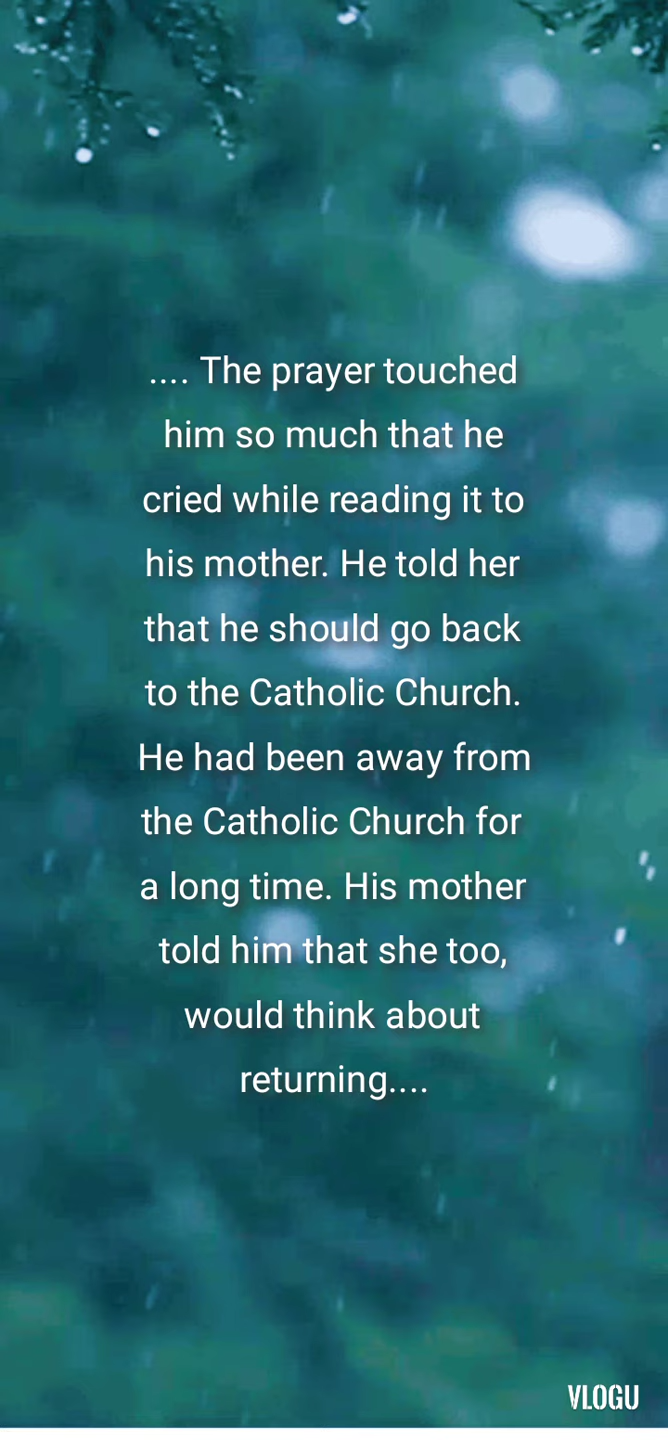 .... The prayer touched
him so much that he
cried while reading it to
his mother. He told her
that he should go back
to the Catholic Church.
He had been away from
the Catholic Church for
a long time. His mother
told him that she too,
would think about
returning....
VLOGU